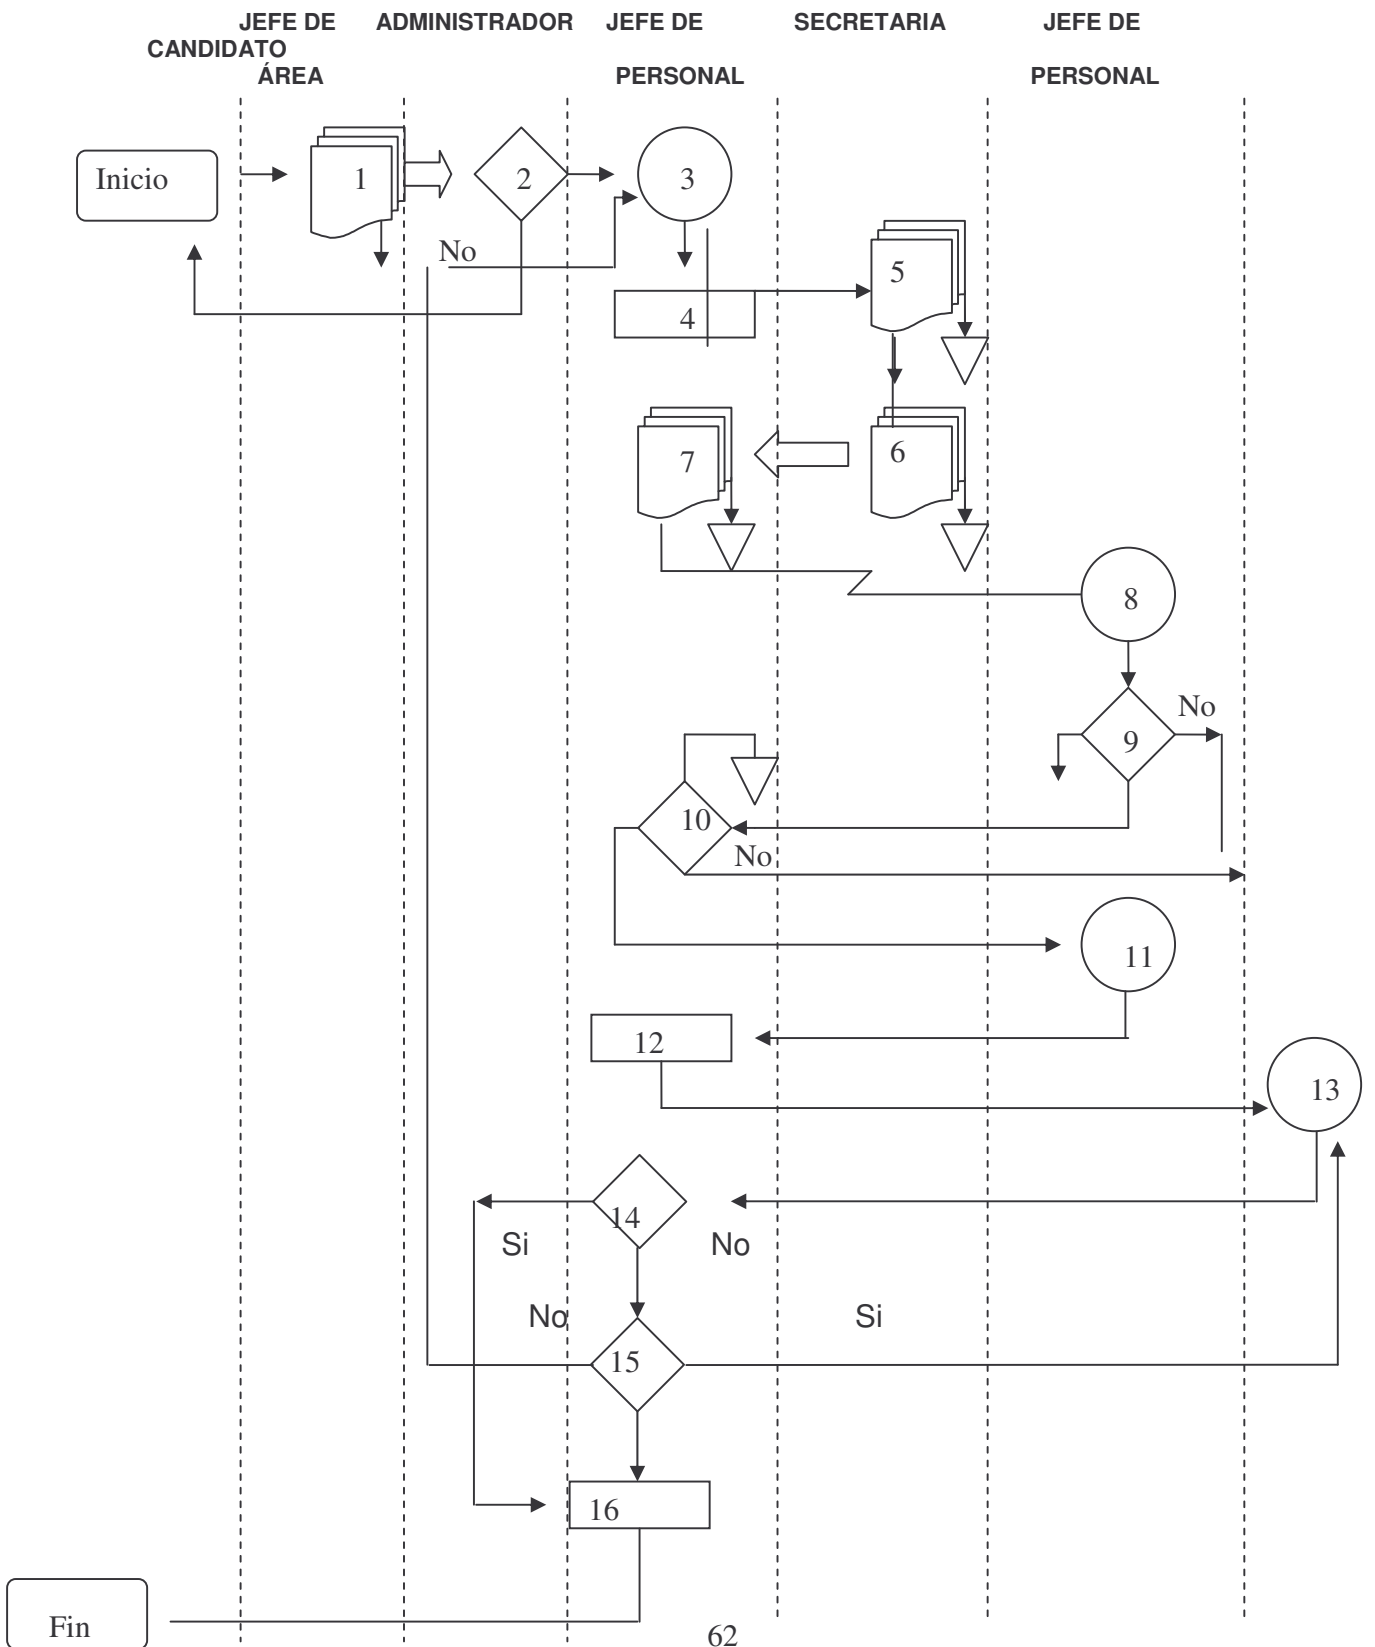 JEFE DE ADMINISTRADOR JEFE DE SECRETARIA JEFE DE
CANDIDATO
ÁREA PERSONAL PERSONAL
Inicio 1 2 3
No
5
4
6
7
8
No
9
10
No
11
12
13
14
Si No
No Si
15
16
Fin
62